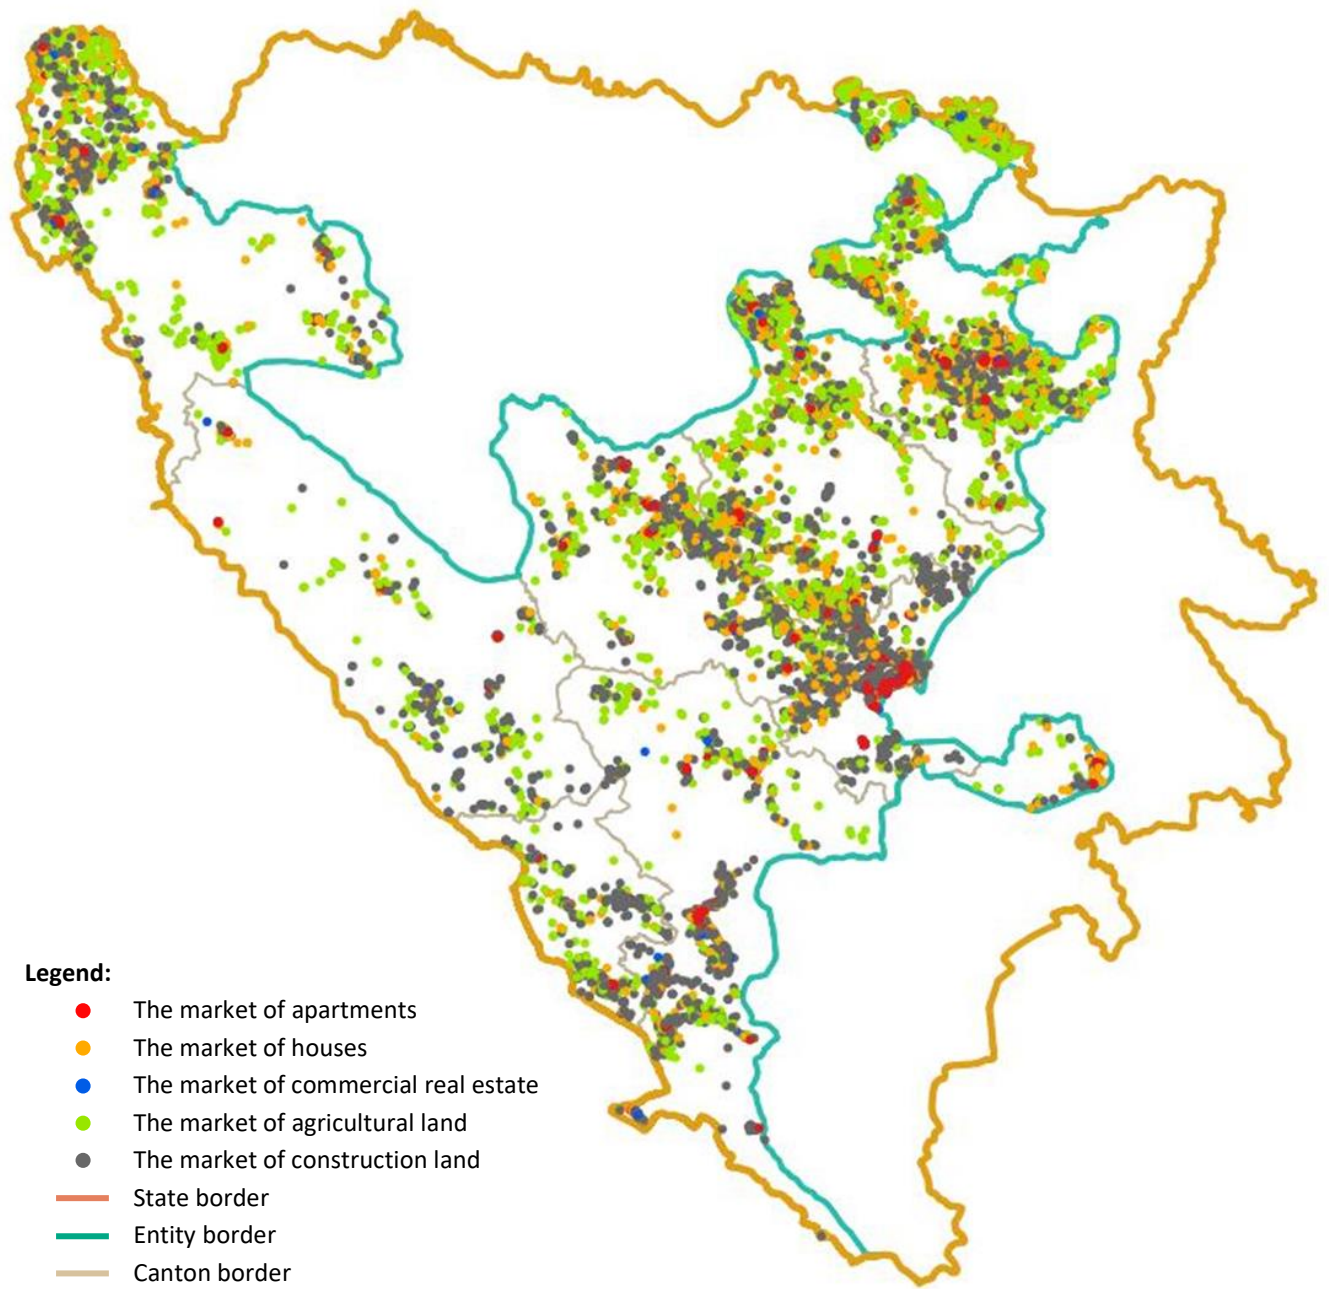 Legend:
The market of apartments
The market of houses
The market of commercial real estate
The market of agricultural land
The market of construction land
State border
Entity border
Canton border